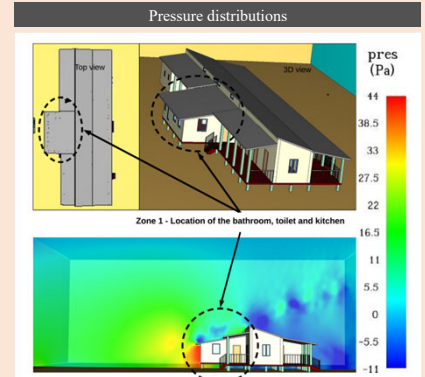 Pressure distributions
Top view
3D view
pres
(Pa)
44
38.5
33
27.5
22
16.5
11
5.5
0
-5.5
-11
Zone 1 - Location of the bathroom, toilet and kitchen